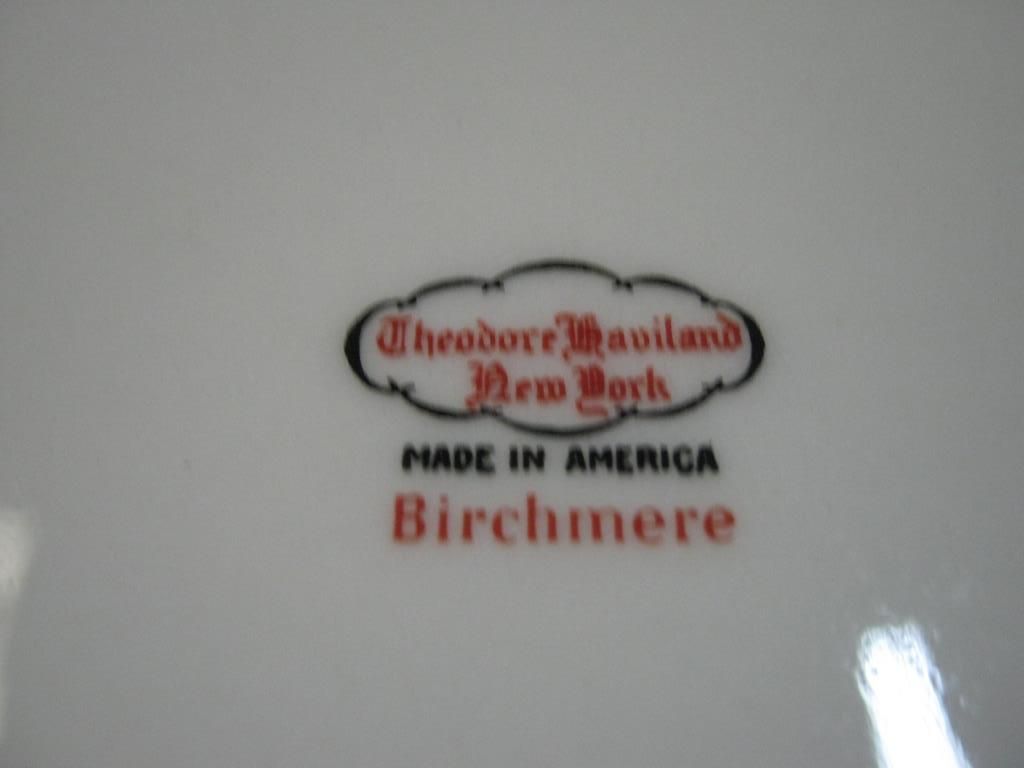 Theodore Haviland
New York
MADE IN AMERICA
Birchmere